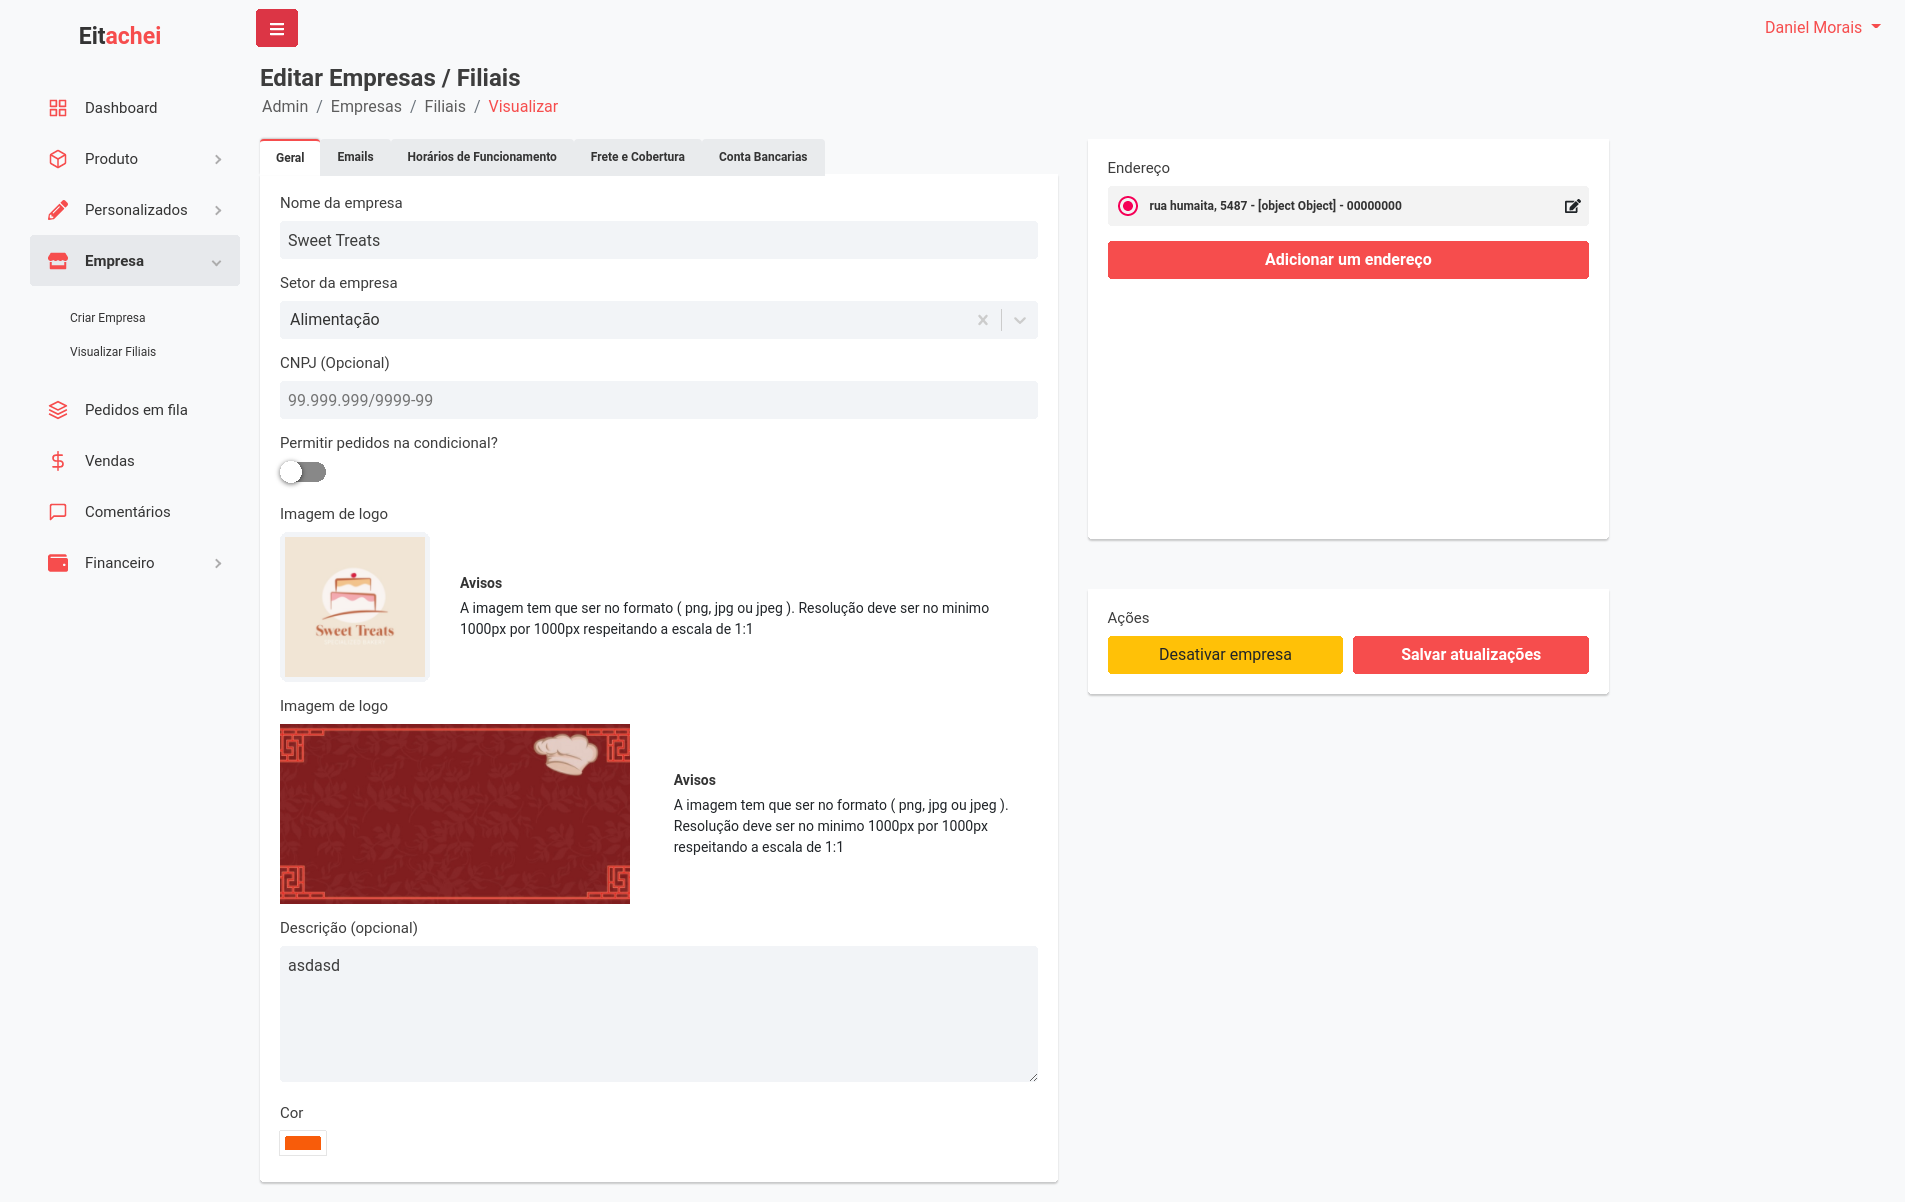 Eitachei
Daniel Morais
Dashboard
Produto
Personalizados
Empresa
Criar Empresa
Visualizar Filiais
Pedidos em fila
Vendas
Comentários
Financeiro
Editar Empresas / Filiais
Admin / Empresas / Filiais / Visualizar
Geral
Emails
Horários de Funcionamento
Frete e Cobertura
Conta Bancarias
Nome da empresa
Sweet Treats
Setor da empresa
Alimentação
CNPJ (Opcional)
99.999.999/9999-99
Permitir pedidos na condicional?
Imagem de logo
Sweet Treats
Avisos
A imagem tem que ser no formato ( png, jpg ou jpeg ). Resolução deve ser no minimo
1000px por 1000px respeitando a escala de 1:1
Imagem de logo
Avisos
A imagem tem que ser no formato ( png, jpg ou jpeg ).
Resolução deve ser no minimo 1000px por 1000px
respeitando a escala de 1:1
Descrição (opcional)
asdasd
Cor
Endereço
rua humaita, 5487 - [object Object] - 00000000
Adicionar um endereço
Ações
Desativar empresa
Salvar atualizações